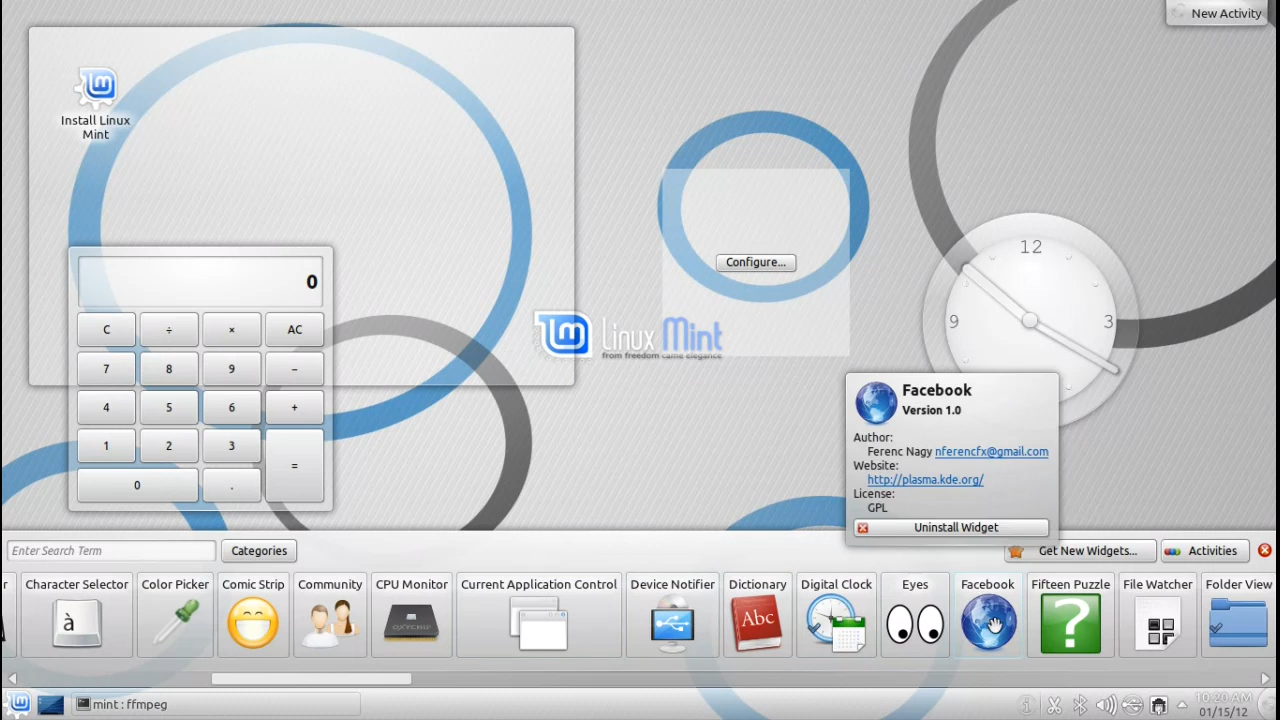 New Activity
Install Linux
Mint
0
C ÷ × AC
7 8 9 −
4 5 6 +
1 2 3 =
0 .
Configure...
Linux Mint
from freedom came elegance
12
9 3
Facebook
Version 1.0
Author:
Ferenc Nagy nferencfx@gmail.com
Website:
http://plasma.kde.org/
License:
GPL
Uninstall Widget
Enter Search Term
Categories
Get New Widgets...
Activities
r
Character Selector
Color Picker
Comic Strip
Community
CPU Monitor
Current Application Control
Device Notifier
Dictionary
Digital Clock
Eyes
Facebook
Fifteen Puzzle
File Watcher
Folder View
à
Abc
?
mint : ffmpeg
10:20 AM
01/15/12